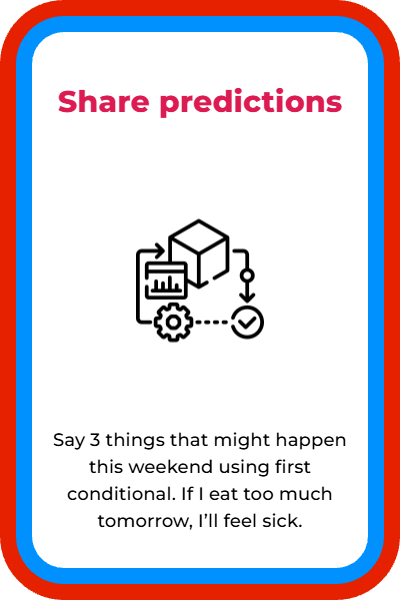 Share predictions
Say 3 things that might happen
this weekend using first
conditional. If I eat too much
tomorrow, I’ll feel sick.